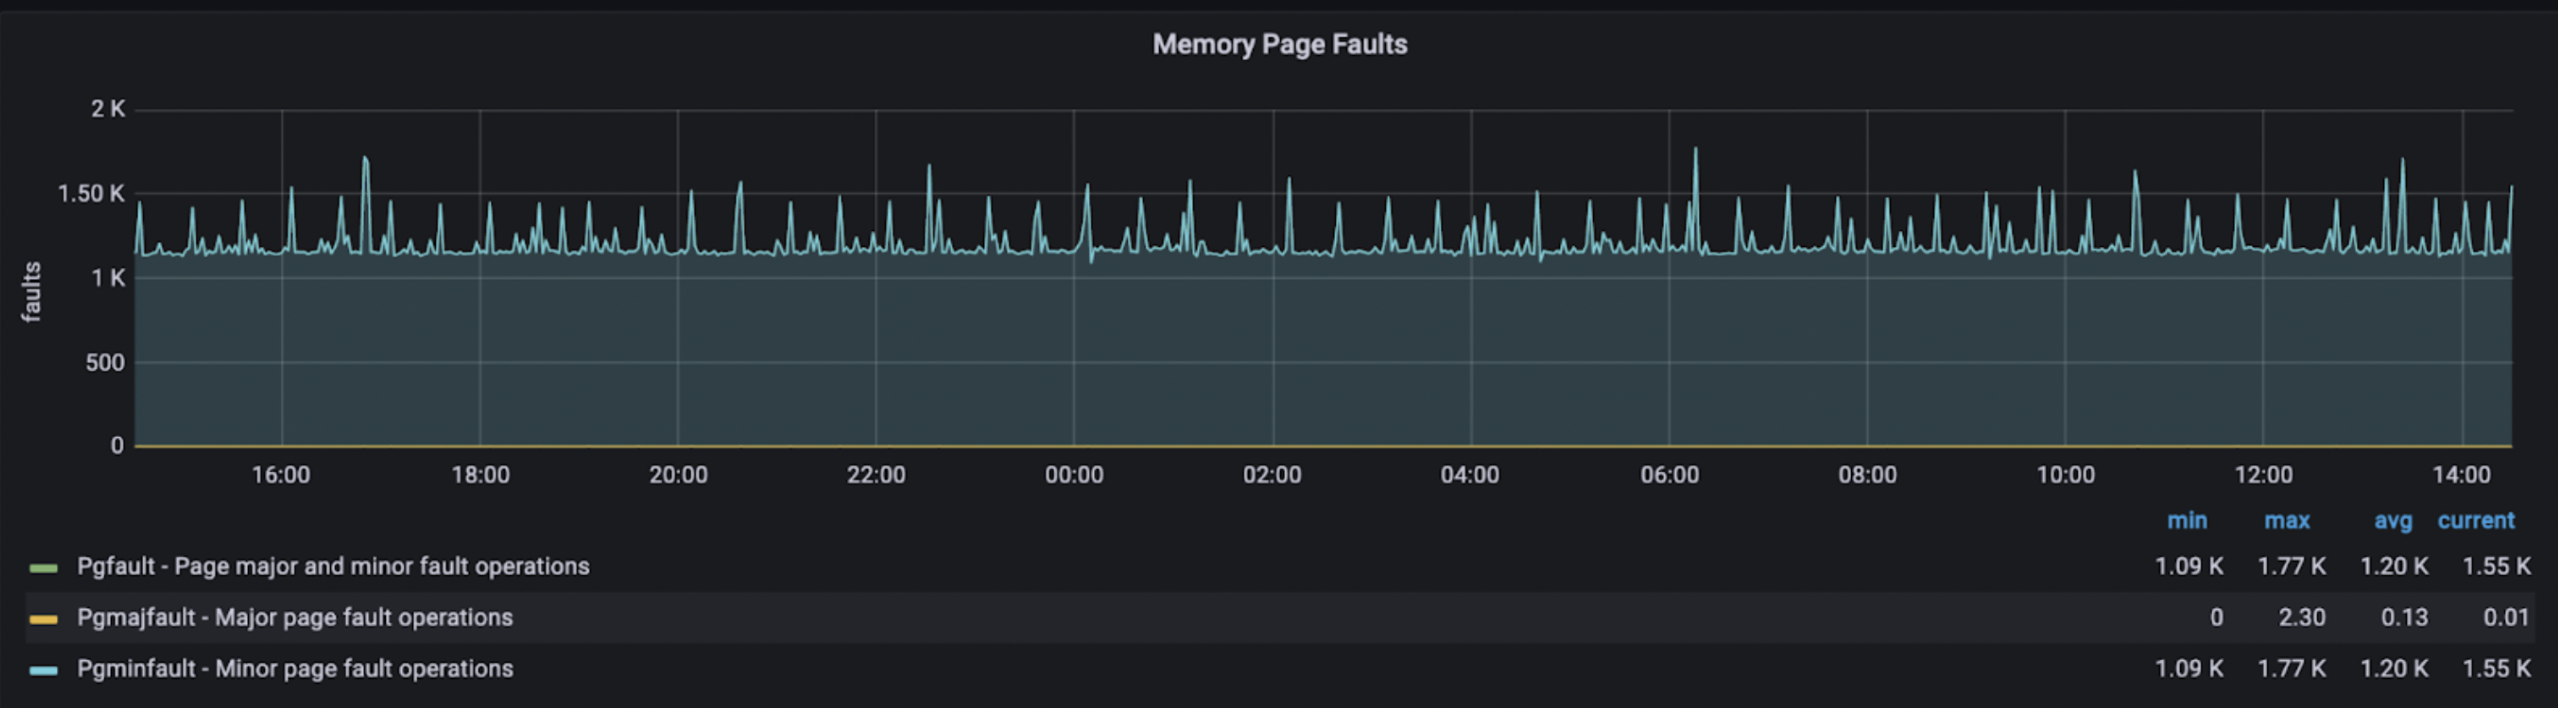 Memory Page Faults
2 K
1.50 K
1 K
500
0
faults
16:00 18:00 20:00 22:00 00:00 02:00 04:00 06:00 08:00 10:00 12:00 14:00
min max avg current
Pgfault - Page major and minor fault operations 1.09 K 1.77 K 1.20 K 1.55 K
Pgmajfault - Major page fault operations 0 2.30 0.13 0.01
Pgminfault - Minor page fault operations 1.09 K 1.77 K 1.20 K 1.55 K